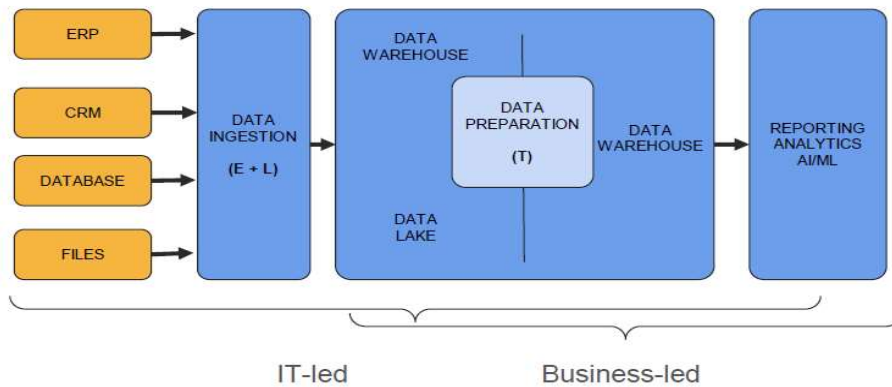 ERP
CRM
DATABASE
FILES
DATA
INGESTION
(E + L)
DATA
WAREHOUSE
DATA
PREPARATION
(T)
DATA
LAKE
DATA
WAREHOUSE
REPORTING
ANALYTICS
AI/ML
IT-led
Business-led